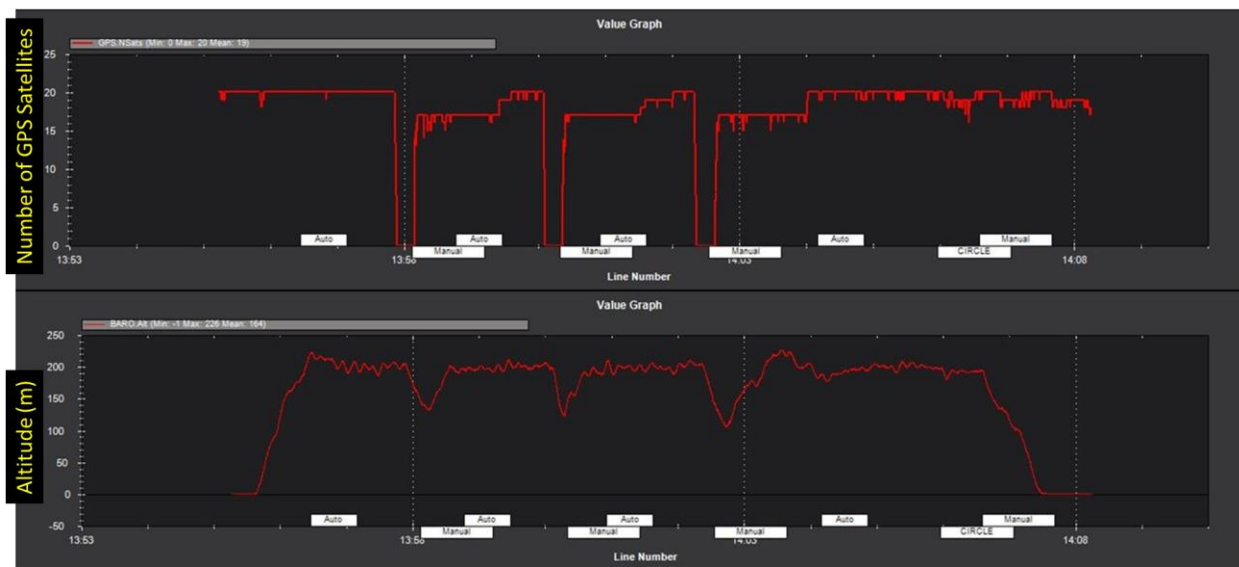 Value Graph
GPS.NSats (Min: 0 Max: 20 Mean: 19)
Number of GPS Satellites
25
20
15
10
5
0
Auto Auto Auto Auto Manual
Manual Manual Manual CIRCLE
13:53 13:58 14:03 14:08
Line Number
Value Graph
BARO.Alt (Min: -1 Max: 226 Mean: 164)
Altitude (m)
250
200
150
100
50
0
-50
Auto Auto Auto Auto Manual
Manual Manual Manual CIRCLE
13:53 13:58 14:03 14:08
Line Number